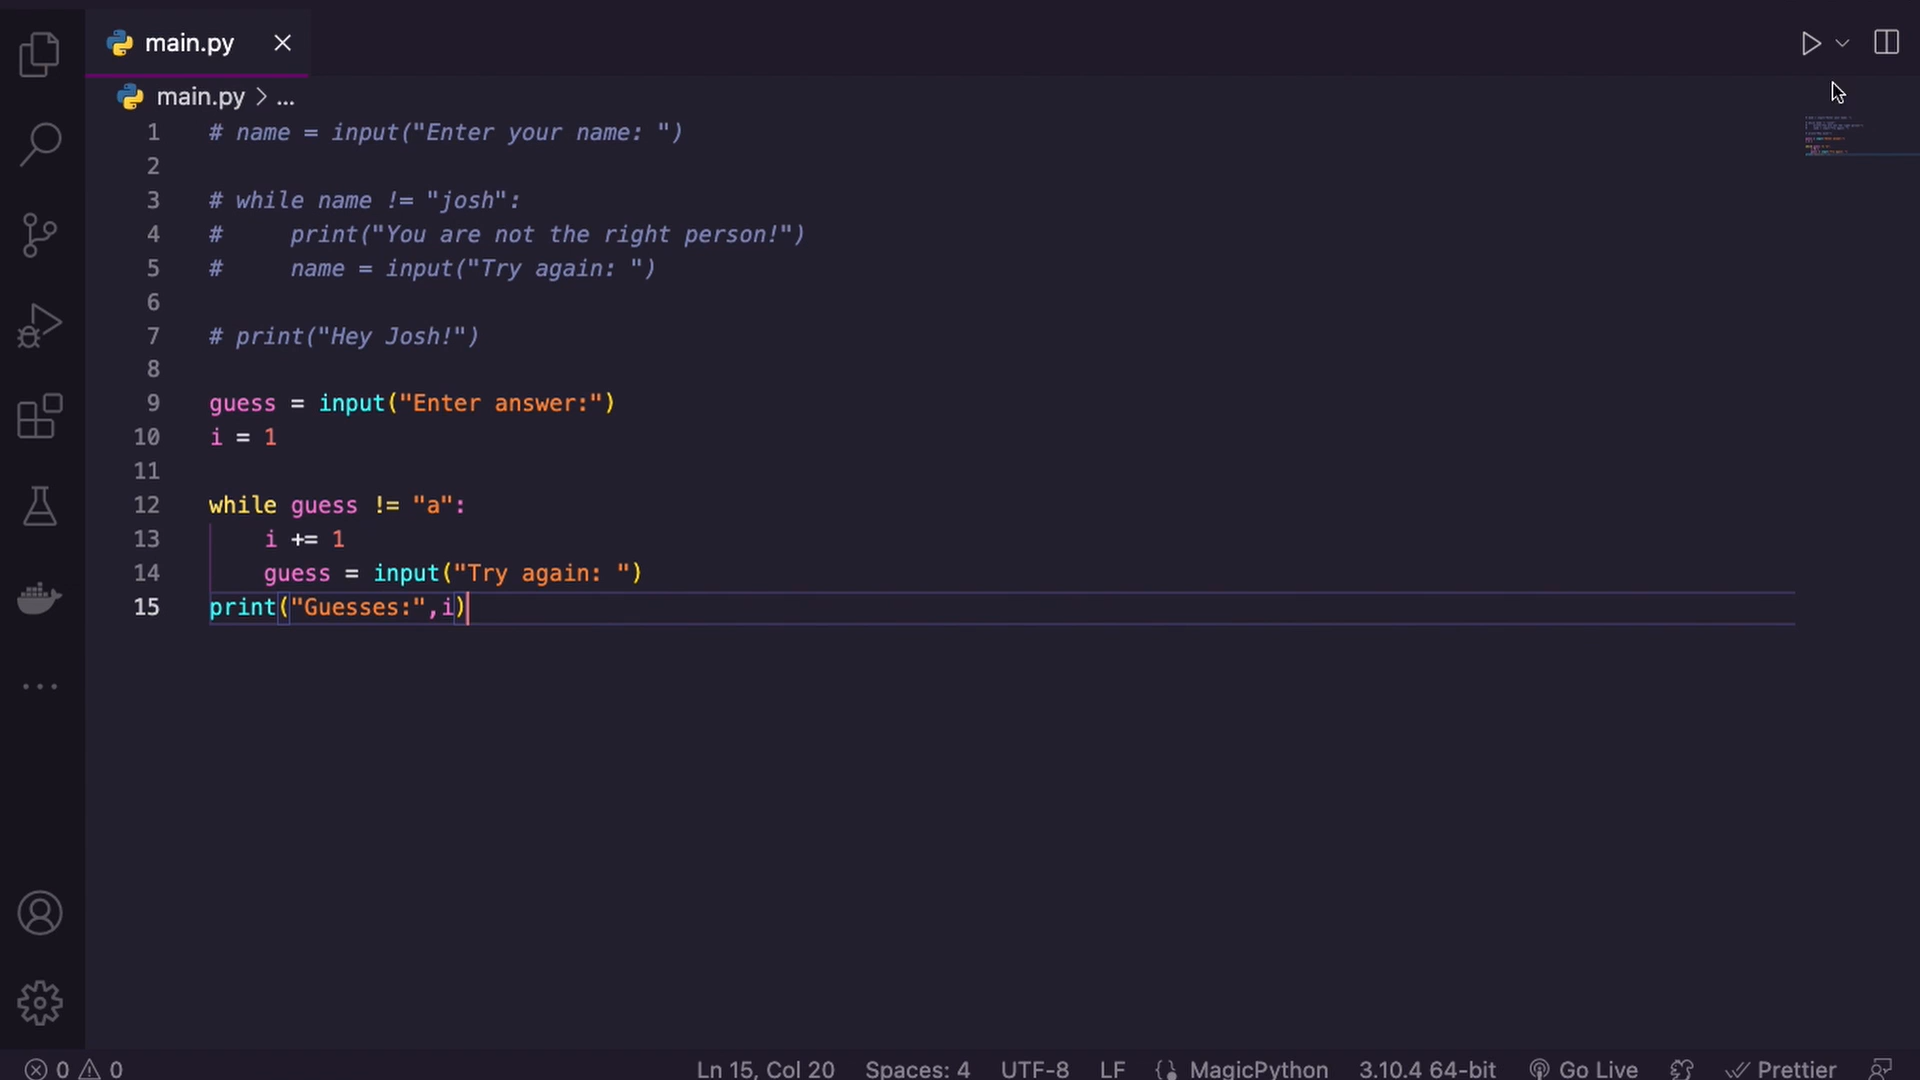 main.py
main.py > ...
1 # name = input("Enter your name: ")
2
3 # while name != "josh":
4 #     print("You are not the right person!")
5 #     name = input("Try again: ")
6
7 # print("Hey Josh!")
8
9 guess = input("Enter answer:")
10 i = 1
11
12 while guess != "a":
13     i += 1
14     guess = input("Try again: ")
15 print("Guesses:",i)
0 0 Ln 15, Col 20 Spaces: 4 UTF-8 LF MagicPython 3.10.4 64-bit Go Live Prettier